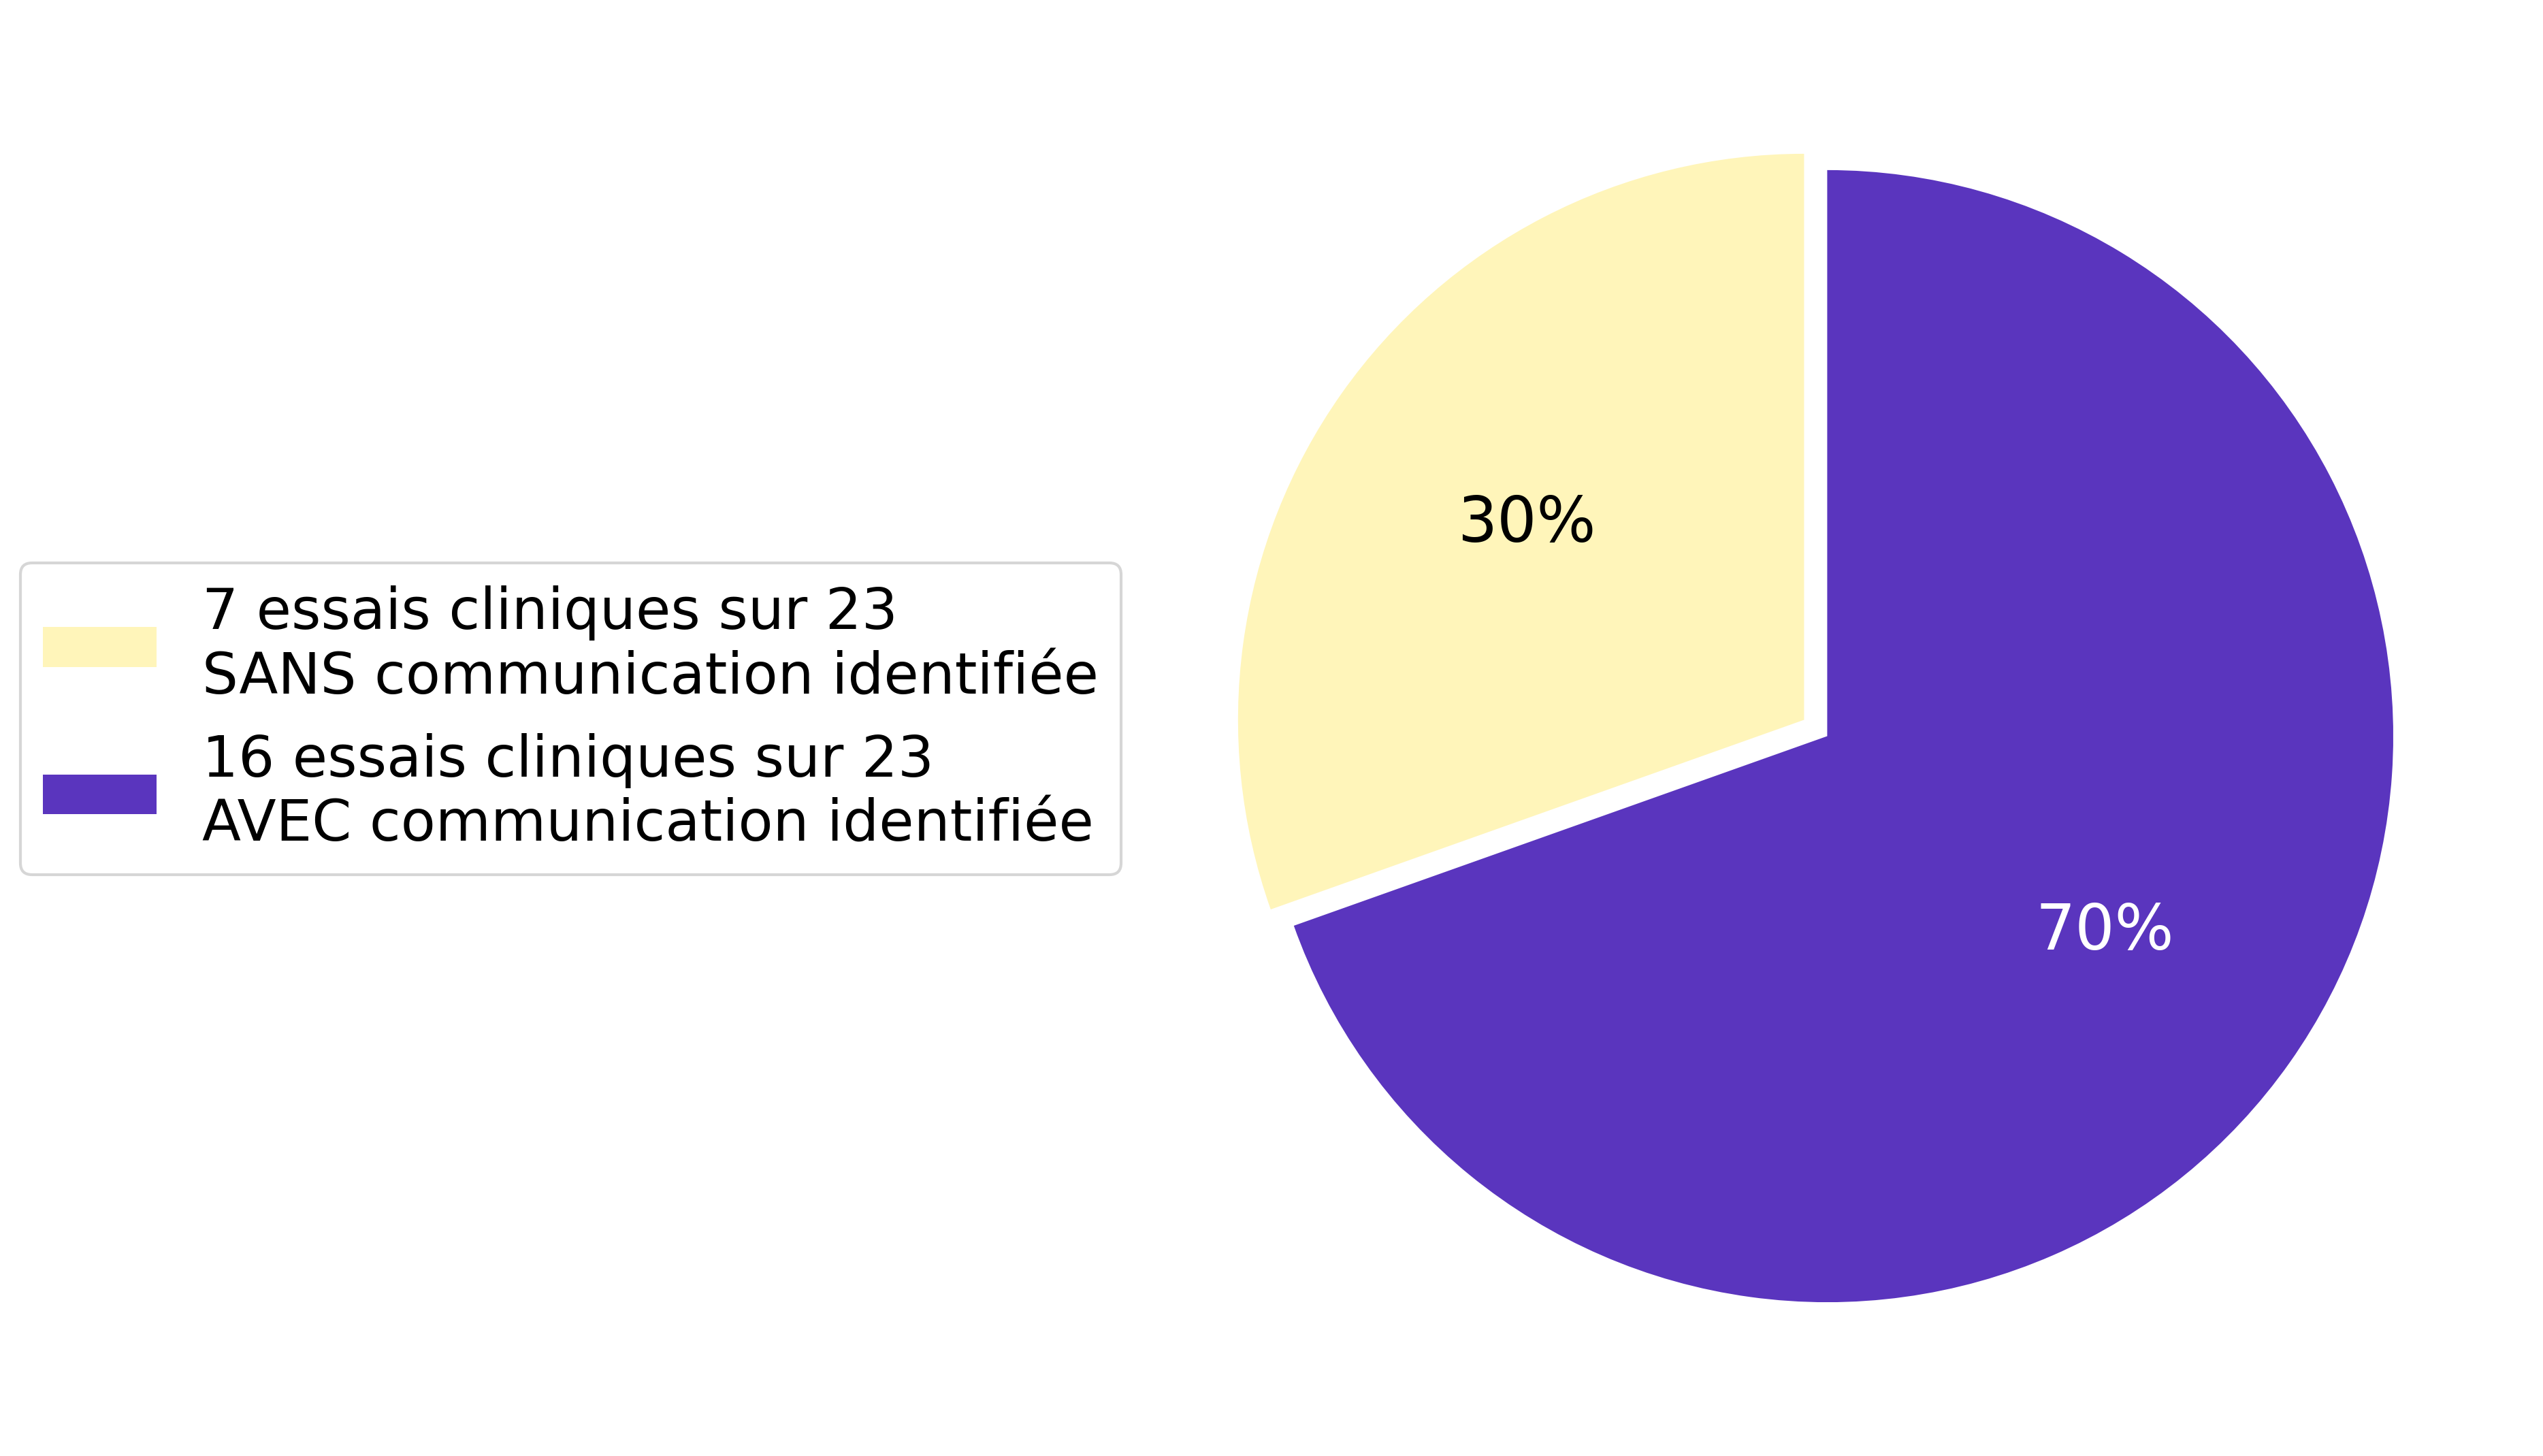 7 essais cliniques sur 23
SANS communication identifiée
16 essais cliniques sur 23
AVEC communication identifiée
30%
70%